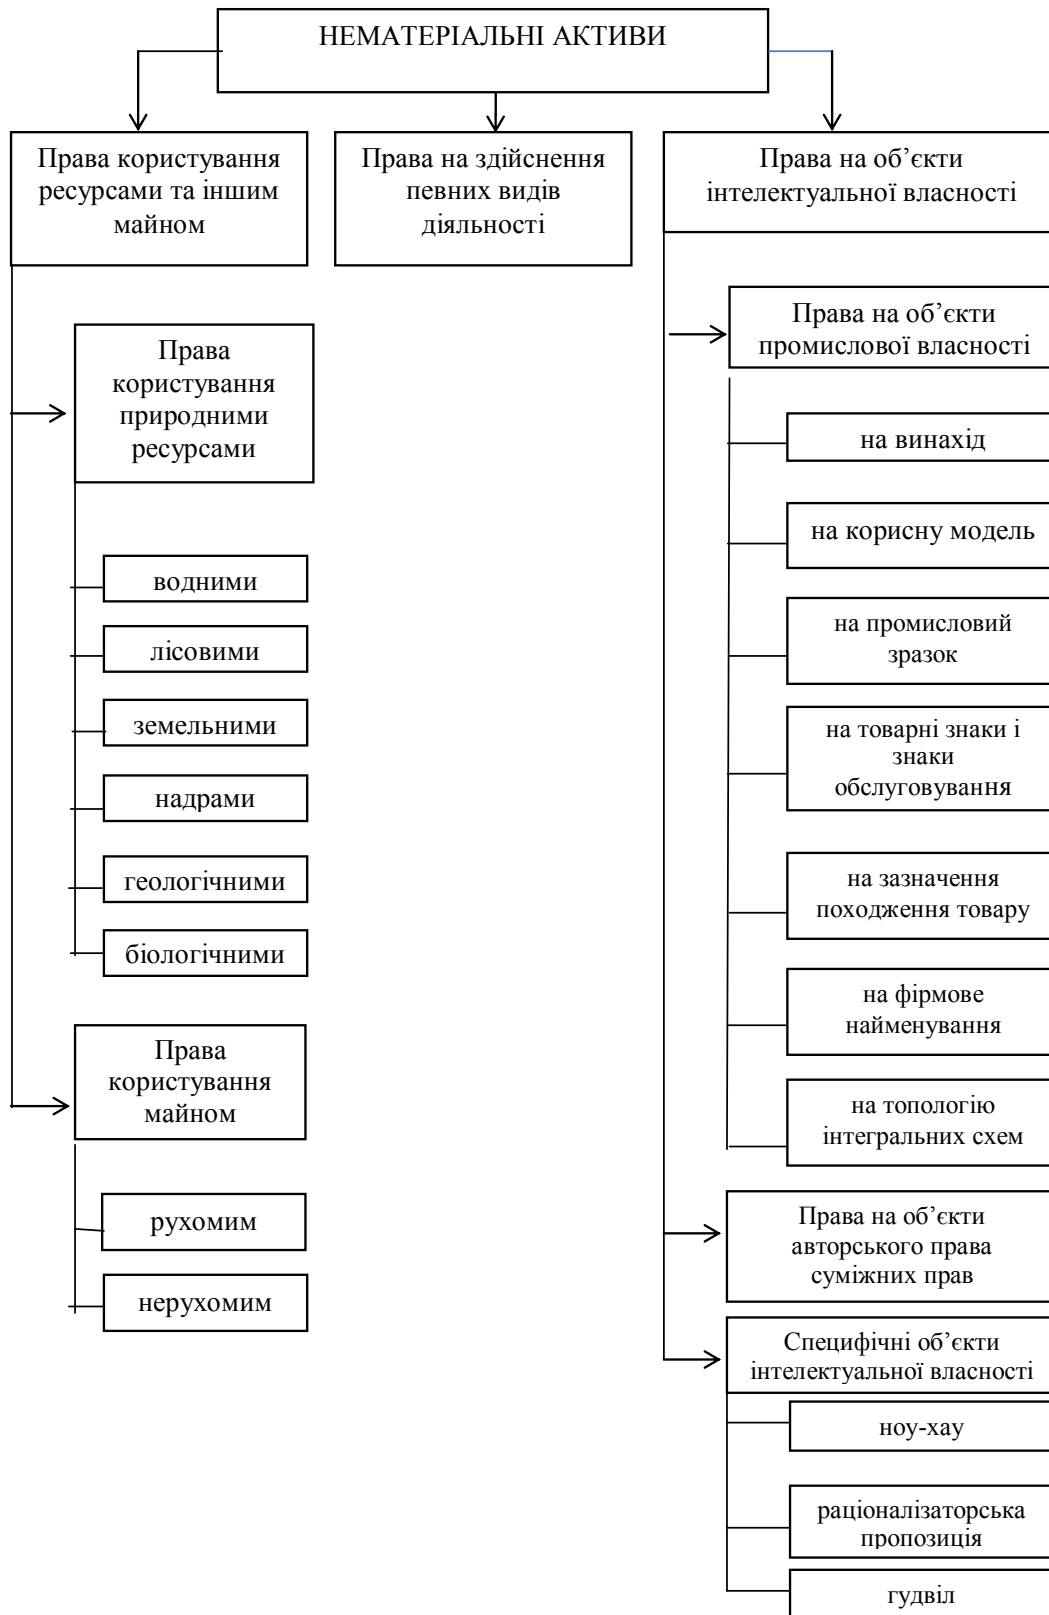 НЕМАТЕРІАЛЬНІ АКТИВИ
Права користування
ресурсами та іншим
майном
Права на здійснення
певних видів
діяльності
Права на об’єкти
інтелектуальної власності
Права
користування
природними
ресурсами
водними
лісовими
земельними
надрами
геологічними
біологічними
Права
користування
майном
рухомим
нерухомим
Права на об’єкти
промислової власності
на винахід
на корисну модель
на промисловий
зразок
на товарні знаки і
знаки
обслуговування
на зазначення
походження товару
на фірмове
найменування
на топологію
інтегральних схем
Права на об’єкти
авторського права
суміжних прав
Специфічні об’єкти
інтелектуальної власності
ноу-хау
раціоналізаторська
пропозиція
гудвіл